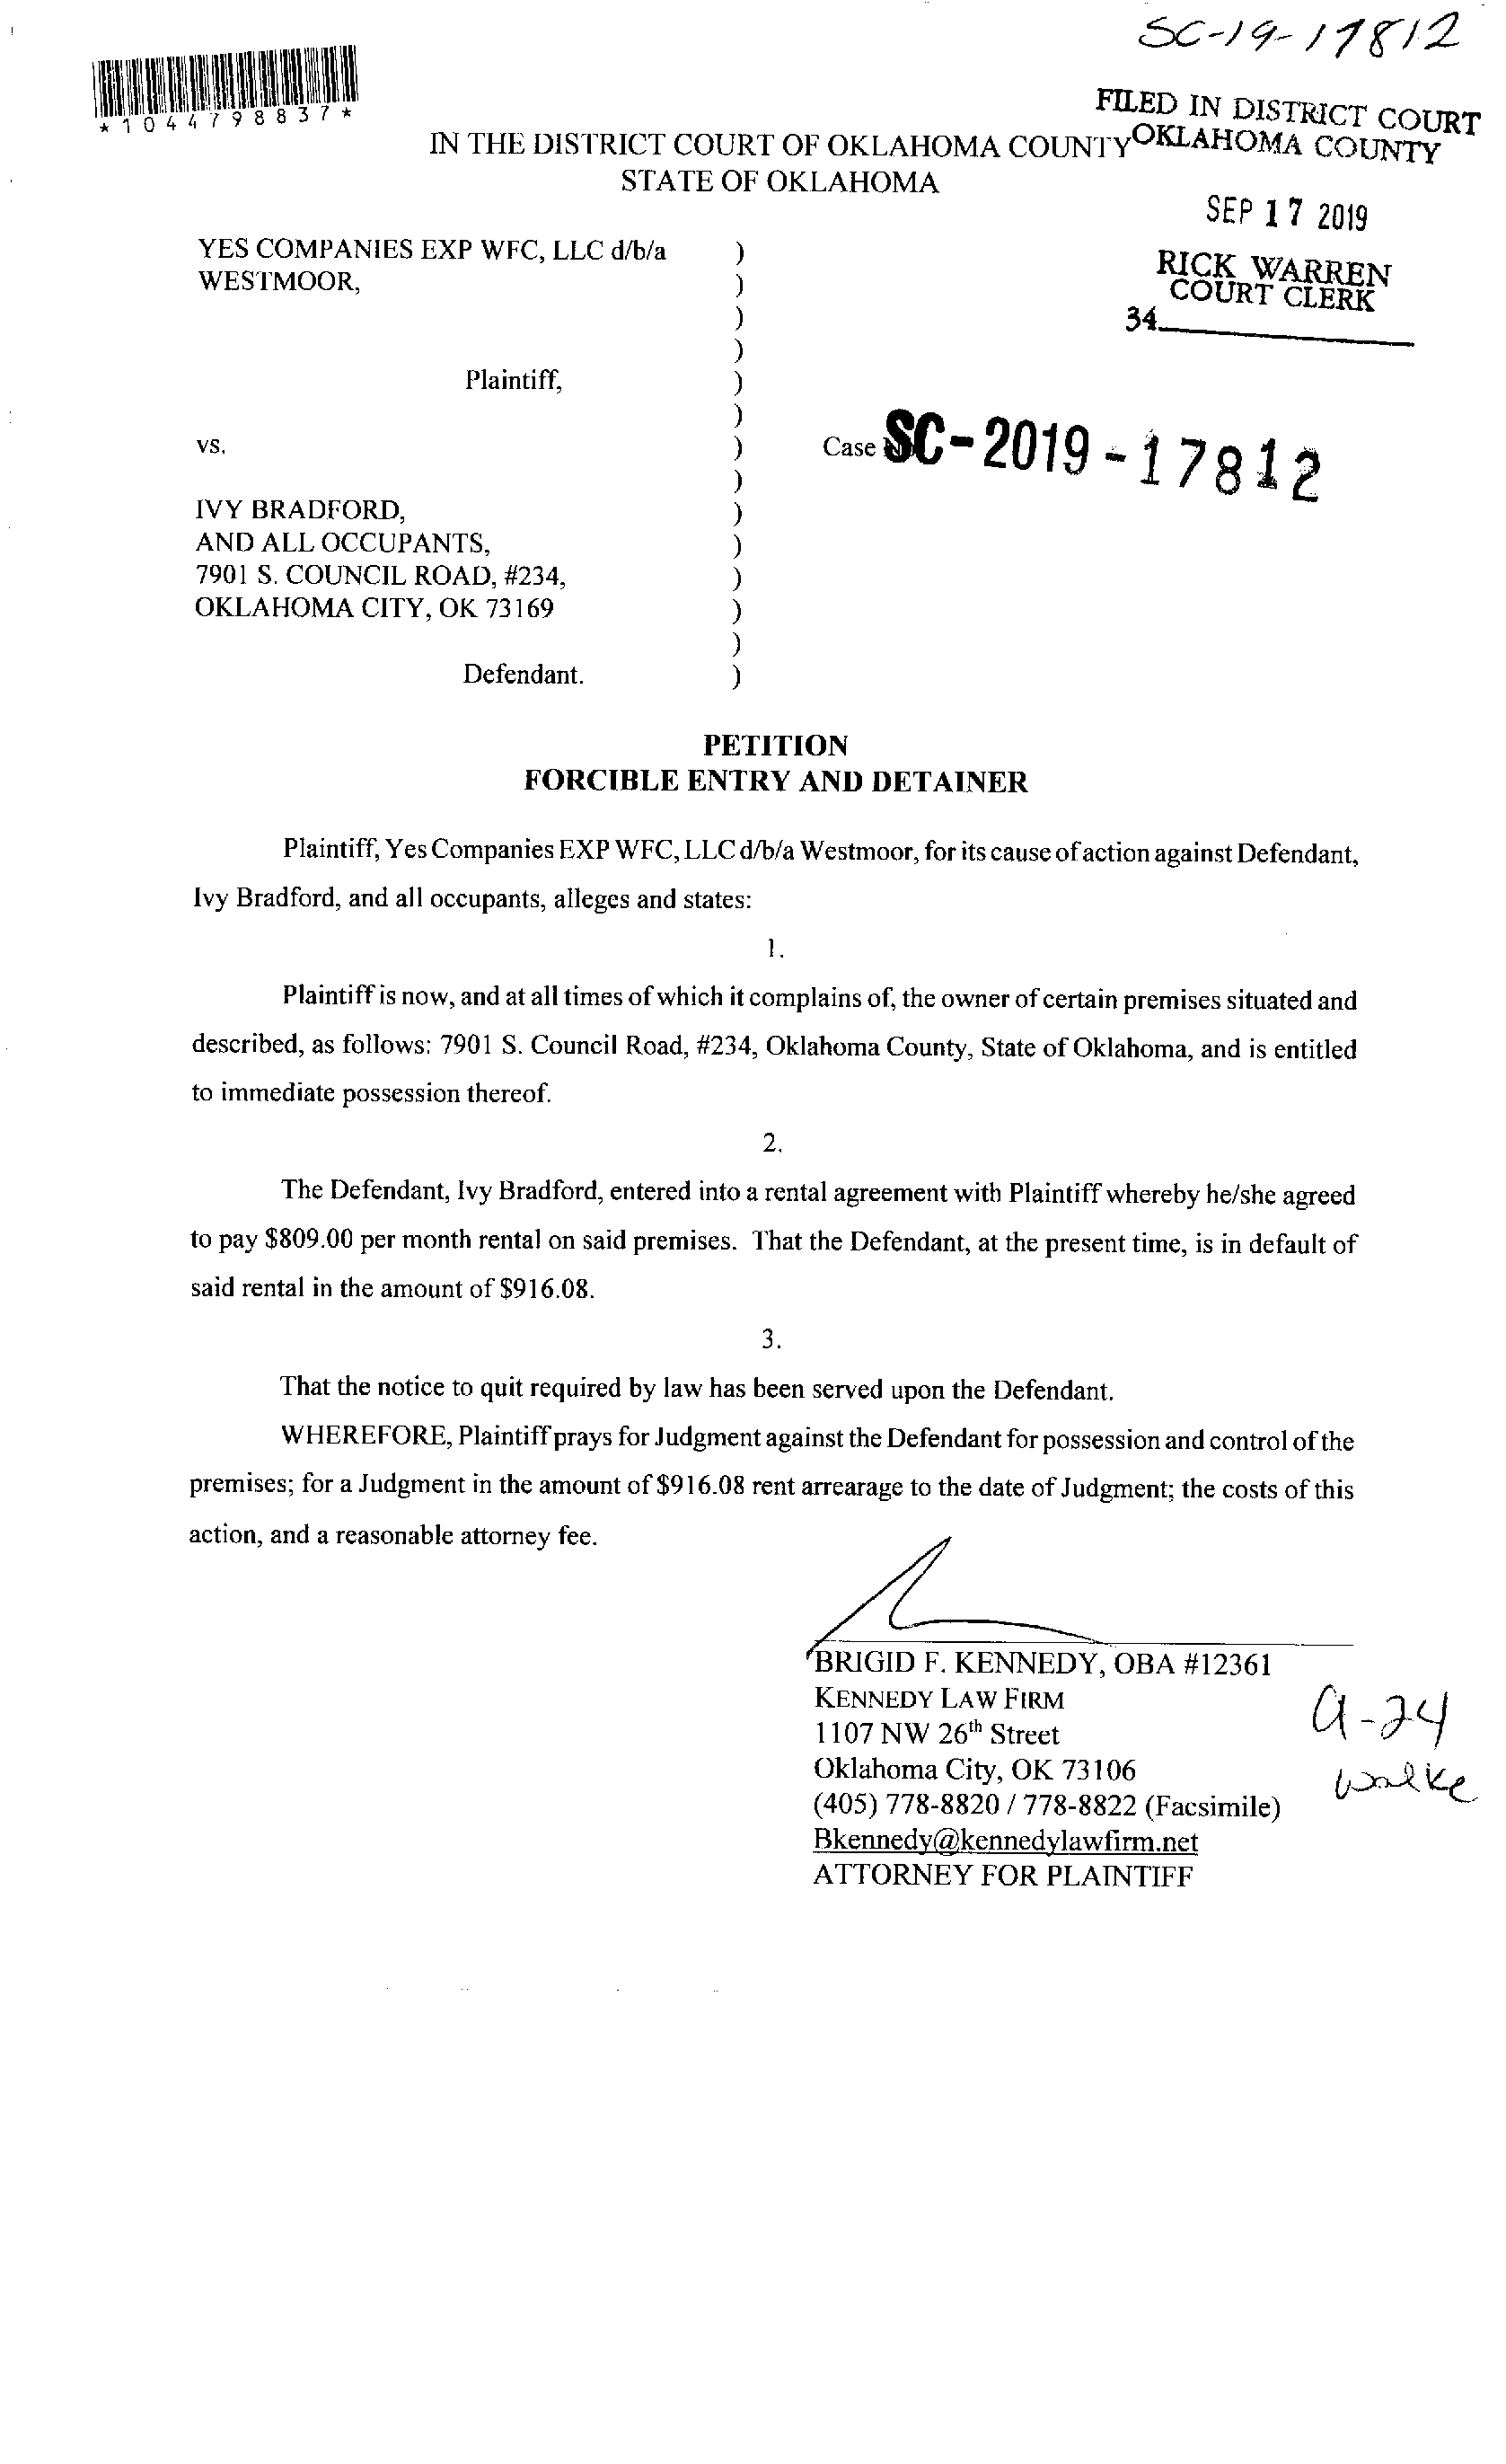 SC-19-17812
*1044798837*
FILED IN DISTRICT COURT
OKLAHOMA COUNTY
IN THE DISTRICT COURT OF OKLAHOMA COUNTY
STATE OF OKLAHOMA
SEP 17 2019
RICK WARREN
COURT CLERK
34
YES COMPANIES EXP WFC, LLC d/b/a )
WESTMOOR, )
)
)
Plaintiff, )
)
vs. ) Case SC-2019-17812
)
IVY BRADFORD, )
AND ALL OCCUPANTS, )
7901 S. COUNCIL ROAD, #234, )
OKLAHOMA CITY, OK 73169 )
)
Defendant. )
PETITION
FORCIBLE ENTRY AND DETAINER
Plaintiff, Yes Companies EXP WFC, LLC d/b/a Westmoor, for its cause of action against Defendant,
Ivy Bradford, and all occupants, alleges and states:
1.
Plaintiff is now, and at all times of which it complains of, the owner of certain premises situated and
described, as follows: 7901 S. Council Road, #234, Oklahoma County, State of Oklahoma, and is entitled
to immediate possession thereof.
2.
The Defendant, Ivy Bradford, entered into a rental agreement with Plaintiff whereby he/she agreed
to pay $809.00 per month rental on said premises. That the Defendant, at the present time, is in default of
said rental in the amount of $916.08.
3.
That the notice to quit required by law has been served upon the Defendant.
WHEREFORE, Plaintiff prays for Judgment against the Defendant for possession and control of the
premises; for a Judgment in the amount of $916.08 rent arrearage to the date of Judgment; the costs of this
action, and a reasonable attorney fee.
BRIGID F. KENNEDY, OBA #12361
KENNEDY LAW FIRM
1107 NW 26th Street
Oklahoma City, OK 73106
(405) 778-8820 / 778-8822 (Facsimile)
Bkennedy@kennedylawfirm.net
ATTORNEY FOR PLAINTIFF
9-24
Walke